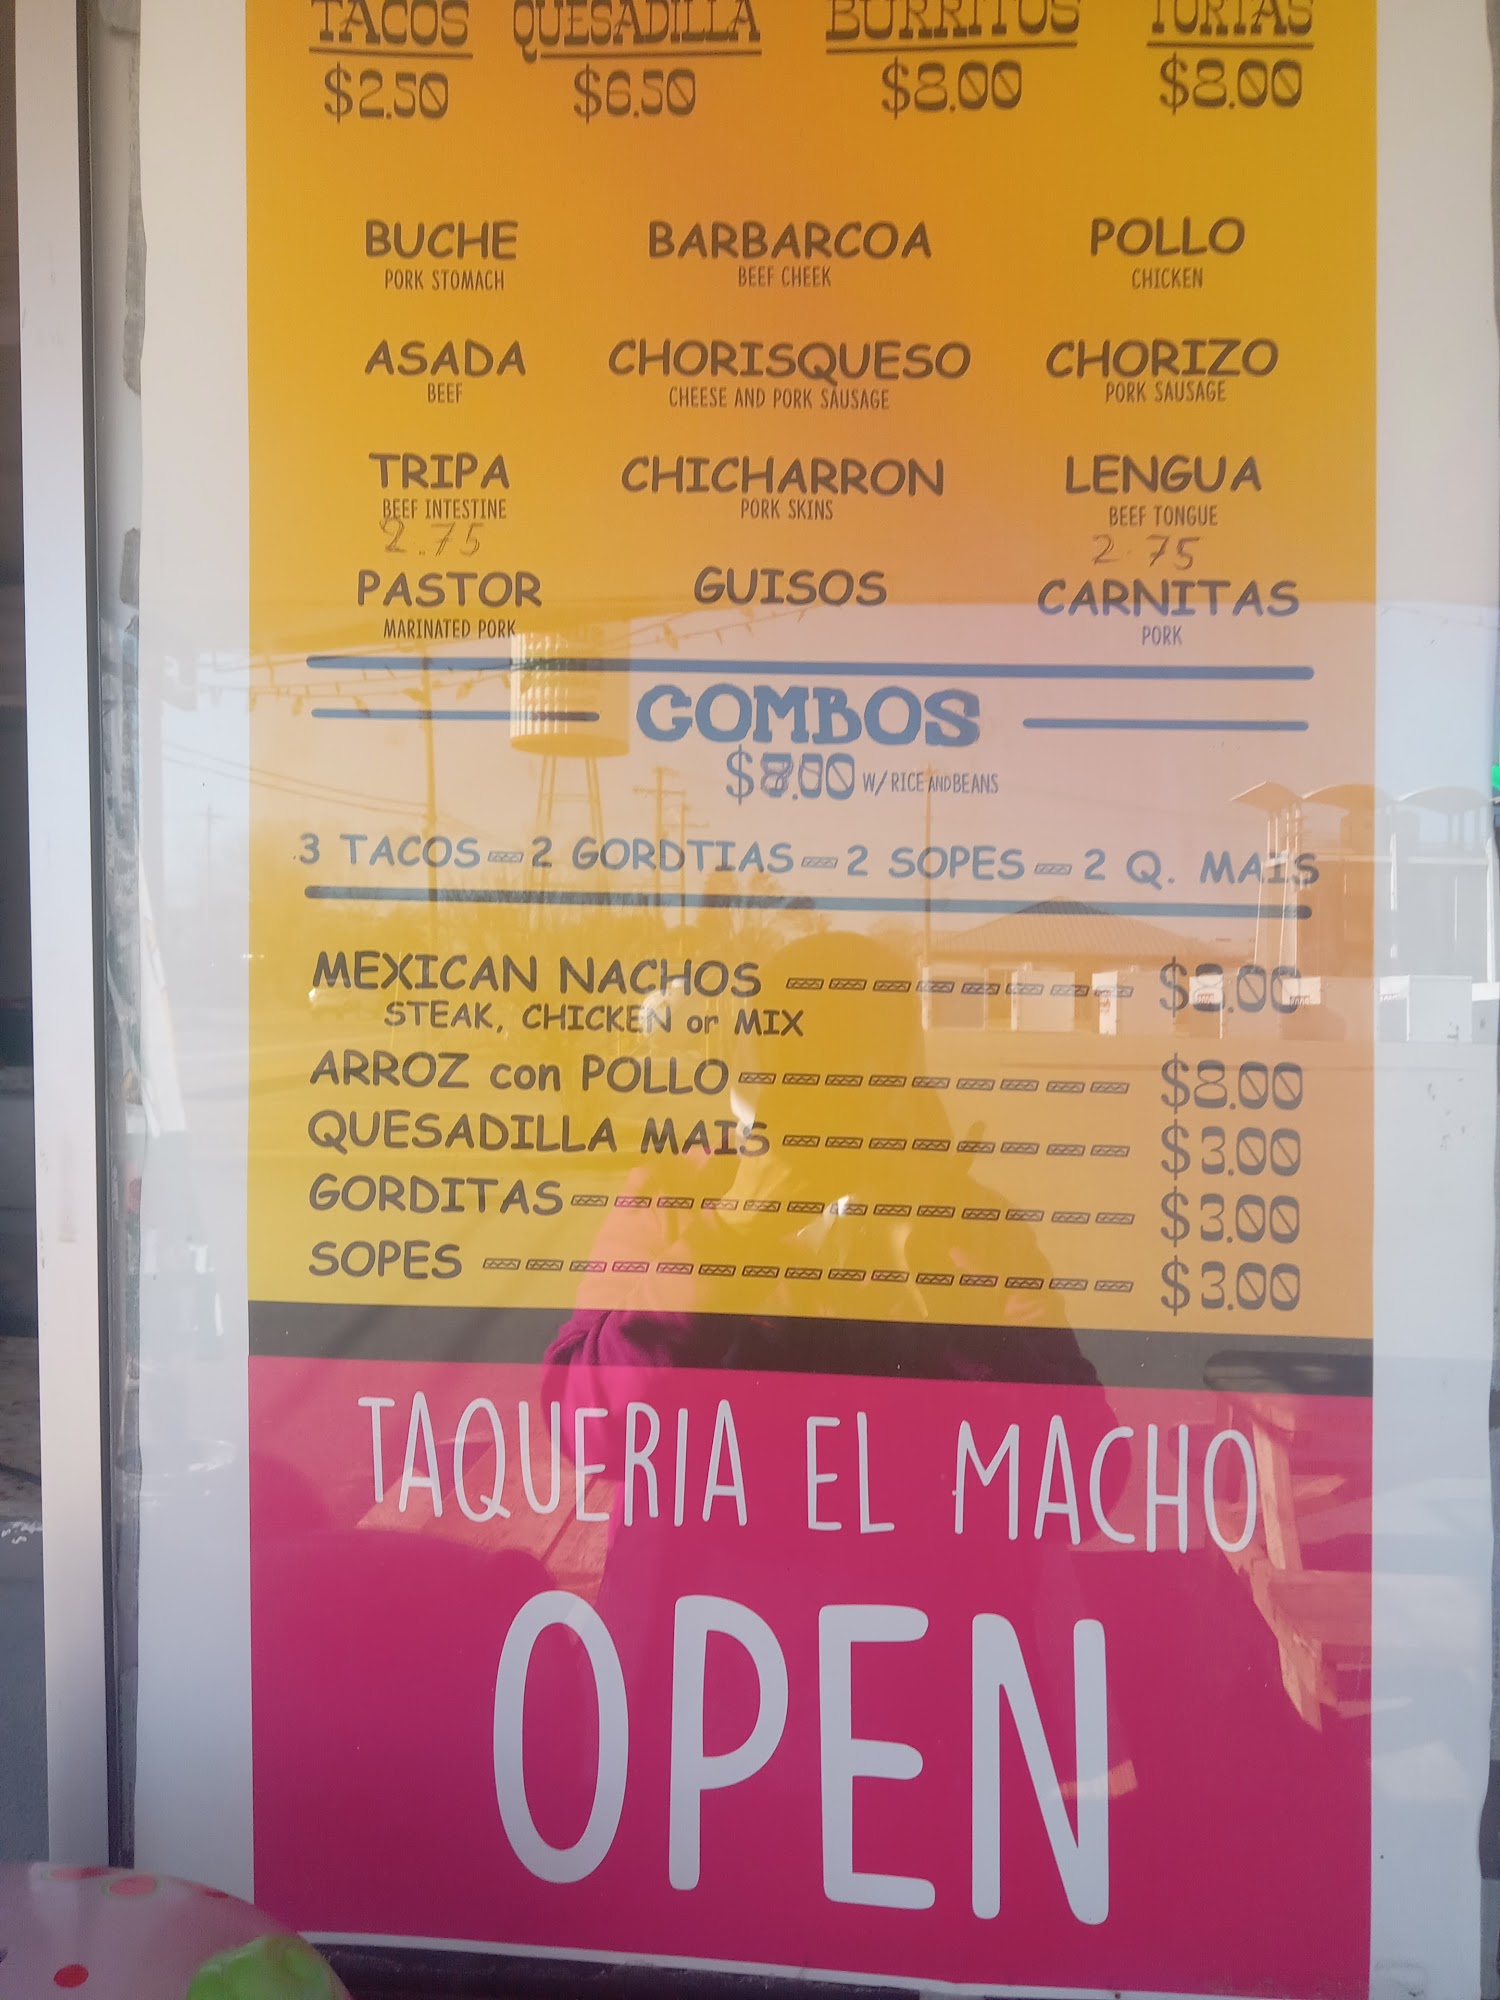 TACOS QUESADILLA BURRITOS TORTAS
$2.50 $6.50 $8.00 $8.00
BUCHE BARBARCOA POLLO
PORK STOMACH BEEF CHEEK CHICKEN
ASADA CHORISQUESO CHORIZO
BEEF CHEESE AND PORK SAUSAGE PORK SAUSAGE
TRIPA CHICHARRON LENGUA
BEEF INTESTINE PORK SKINS BEEF TONGUE
2.75 2.75
PASTOR GUISOS CARNITAS
MARINATED PORK PORK
COMBOS
W/ RICE AND BEANS
3 TACOS 2 GORDTIAS 2 SOPES 2 Q. MAIS
MEXICAN NACHOS $8.00
STEAK, CHICKEN or MIX
ARROZ con POLLO $8.00
QUESADILLA MAIS $3.00
GORDITAS $3.00
SOPES $3.00
TAQUERIA EL MACHO
OPEN